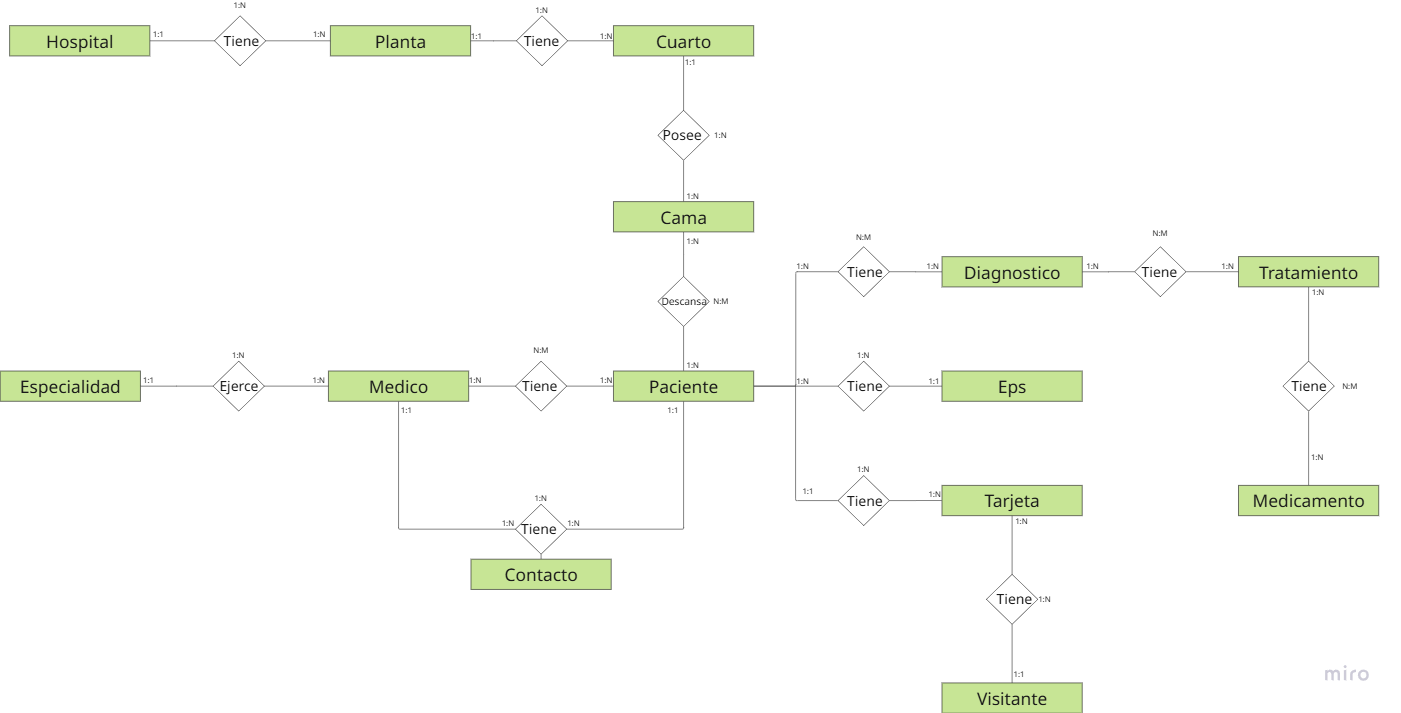 1:N
1:N
Hospital
1:1
Tiene
1:N
Planta
1:1
Tiene
1:N
Cuarto
1:1
Posee
1:N
1:N
Cama
1:N
Descansa
N:M
1:N
N:M
N:M
1:N
Tiene
1:N
Diagnostico
1:N
Tiene
1:N
Tratamiento
1:N
1:N
N:M
1:N
Especialidad
1:1
Ejerce
1:N
Medico
1:N
Tiene
1:N
Paciente
1:N
Tiene
1:1
Eps
Tiene
N:M
1:1
1:1
1:N
1:N
1:N
1:N
Tiene
1:N
1:1
Tiene
1:N
Tarjeta
1:N
Medicamento
1:N
Contacto
Tiene
1:N
1:1
Visitante
miro